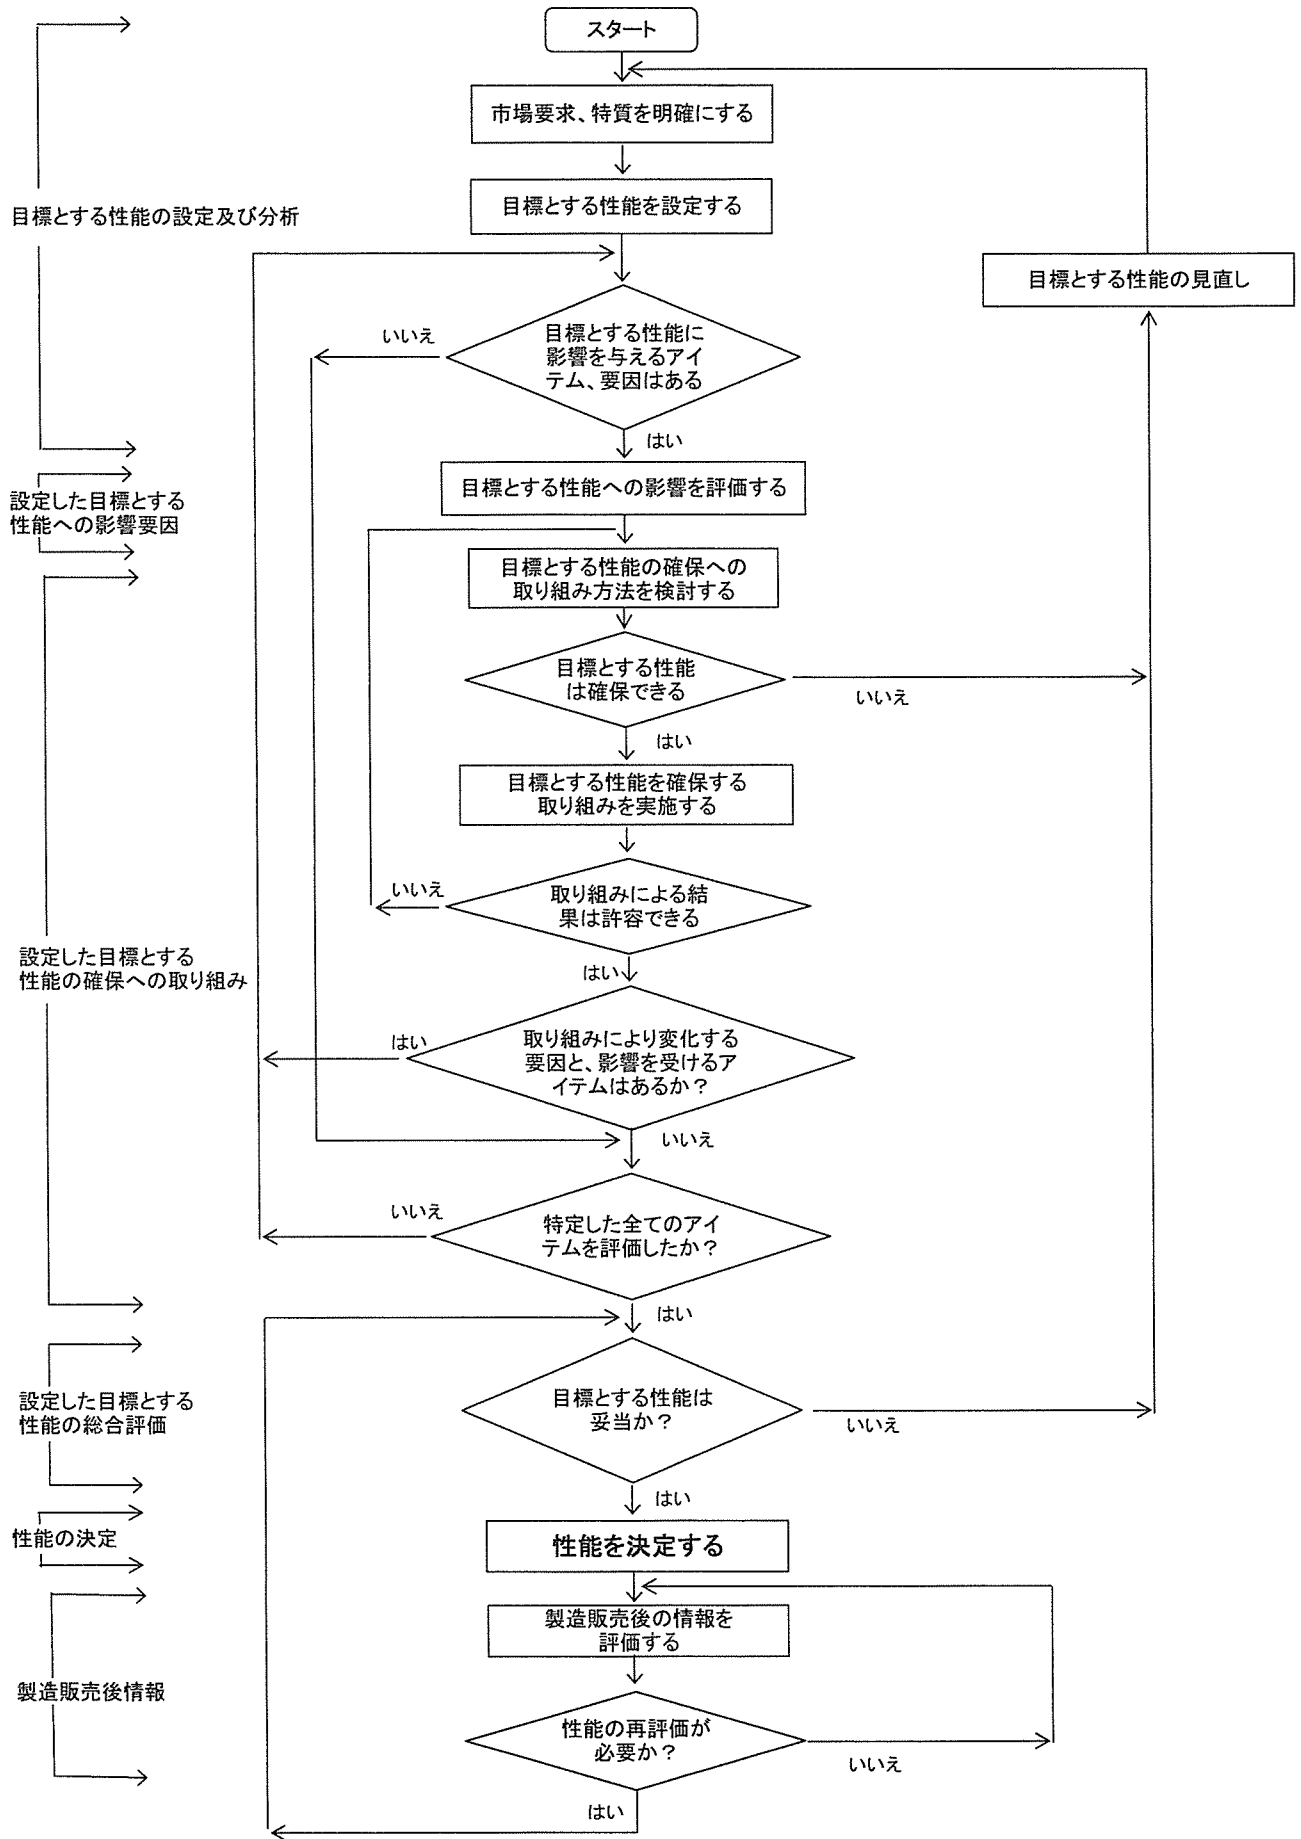 スタート
市場要求、特質を明確にする
目標とする性能の設定及び分析
目標とする性能を設定する
目標とする性能の見直し
いいえ
目標とする性能に
影響を与えるアイ
テム、要因はある
はい
設定した目標とする
性能への影響要因
目標とする性能への影響を評価する
目標とする性能の確保への
取り組み方法を検討する
目標とする性能
は確保できる
いいえ
はい
目標とする性能を確保する
取り組みを実施する
いいえ
取り組みによる結
果は許容できる
設定した目標とする
性能の確保への取り組み
はい
はい
取り組みにより変化する
要因と、影響を受けるア
イテムはあるか?
いいえ
いいえ
特定した全てのアイ
テムを評価したか?
はい
設定した目標とする
性能の総合評価
目標とする性能は
妥当か?
いいえ
はい
性能の決定
性能を決定する
製造販売後の情報を
評価する
製造販売後情報
性能の再評価が
必要か?
いいえ
はい